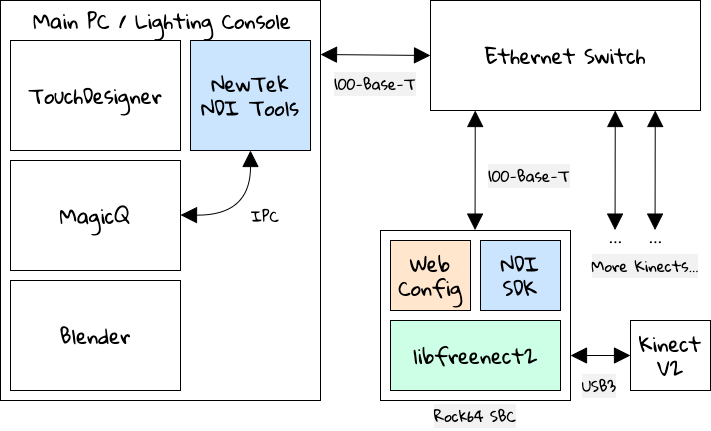 Main PC / Lighting Console
TouchDesigner
NewTek
NDI Tools
MagicQ
IPC
Blender
100-Base-T
Ethernet Switch
100-Base-T
...
...
More Kinects...
Web
Config
NDI
SDK
libfreenect2
Rock64 SBC
USB3
Kinect
V2